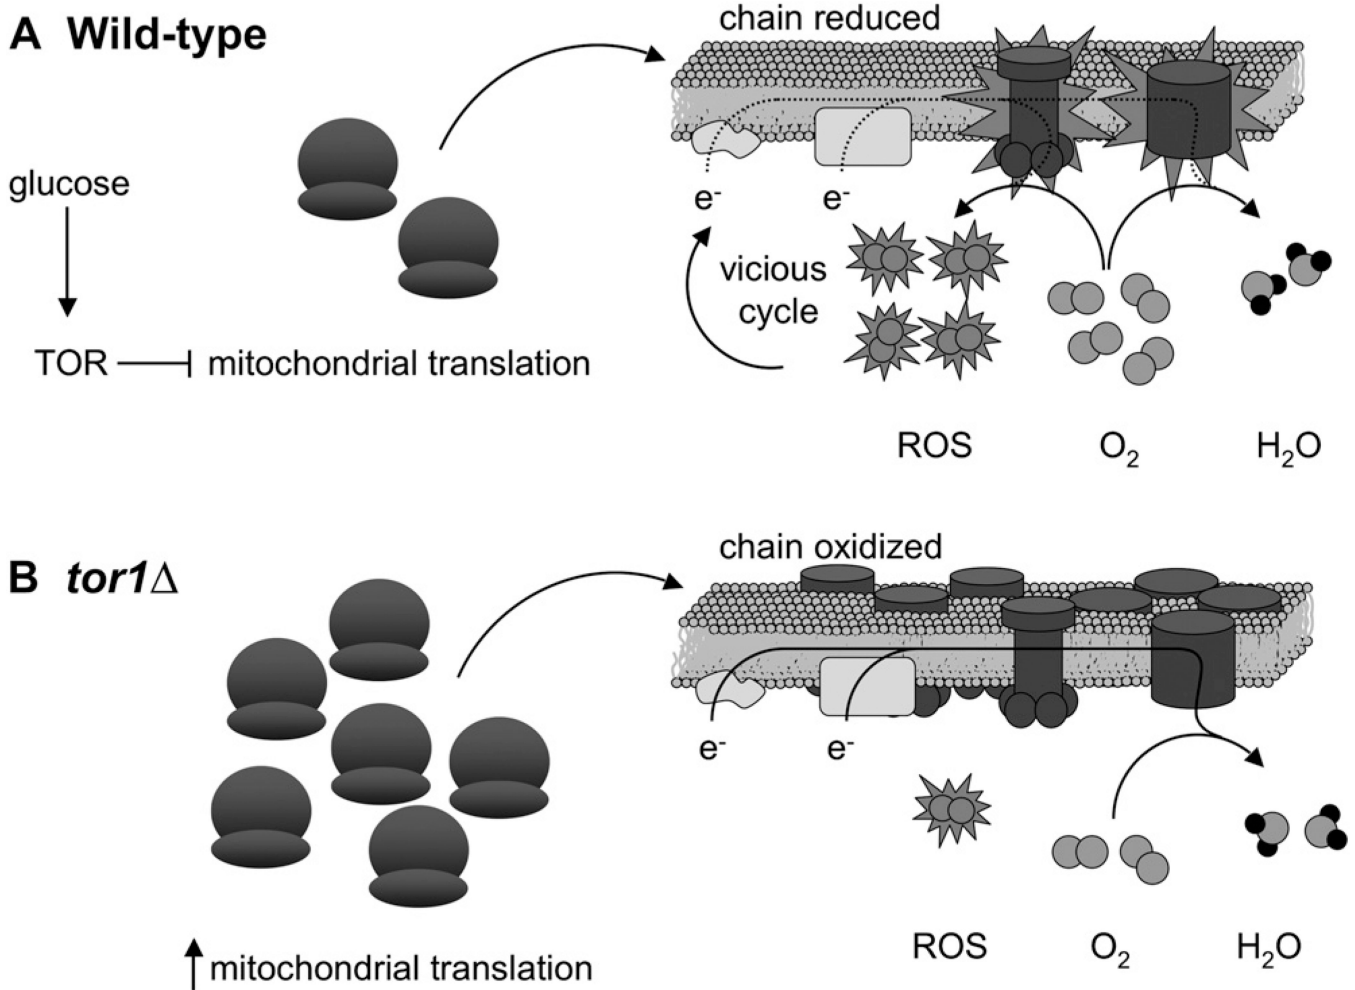 A Wild-type
chain reduced
glucose
e-
e-
vicious
cycle
TOR
mitochondrial translation
ROS
O2
H2O
B tor1Δ
chain oxidized
e-
e-
ROS
O2
H2O
mitochondrial translation